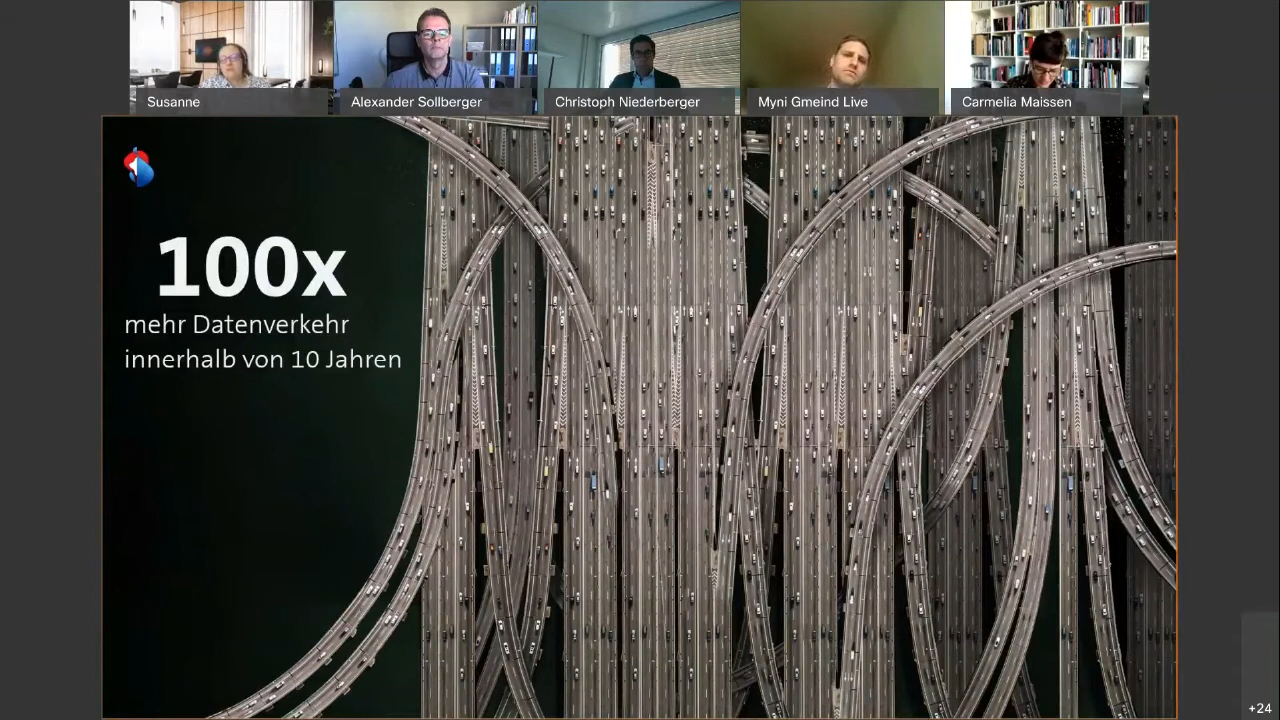 Susanne
Alexander Sollberger
Christoph Niederberger
Myni Gmeind Live
Carmelia Maissen
100x
mehr Datenverkehr
innerhalb von 10 Jahren
+24